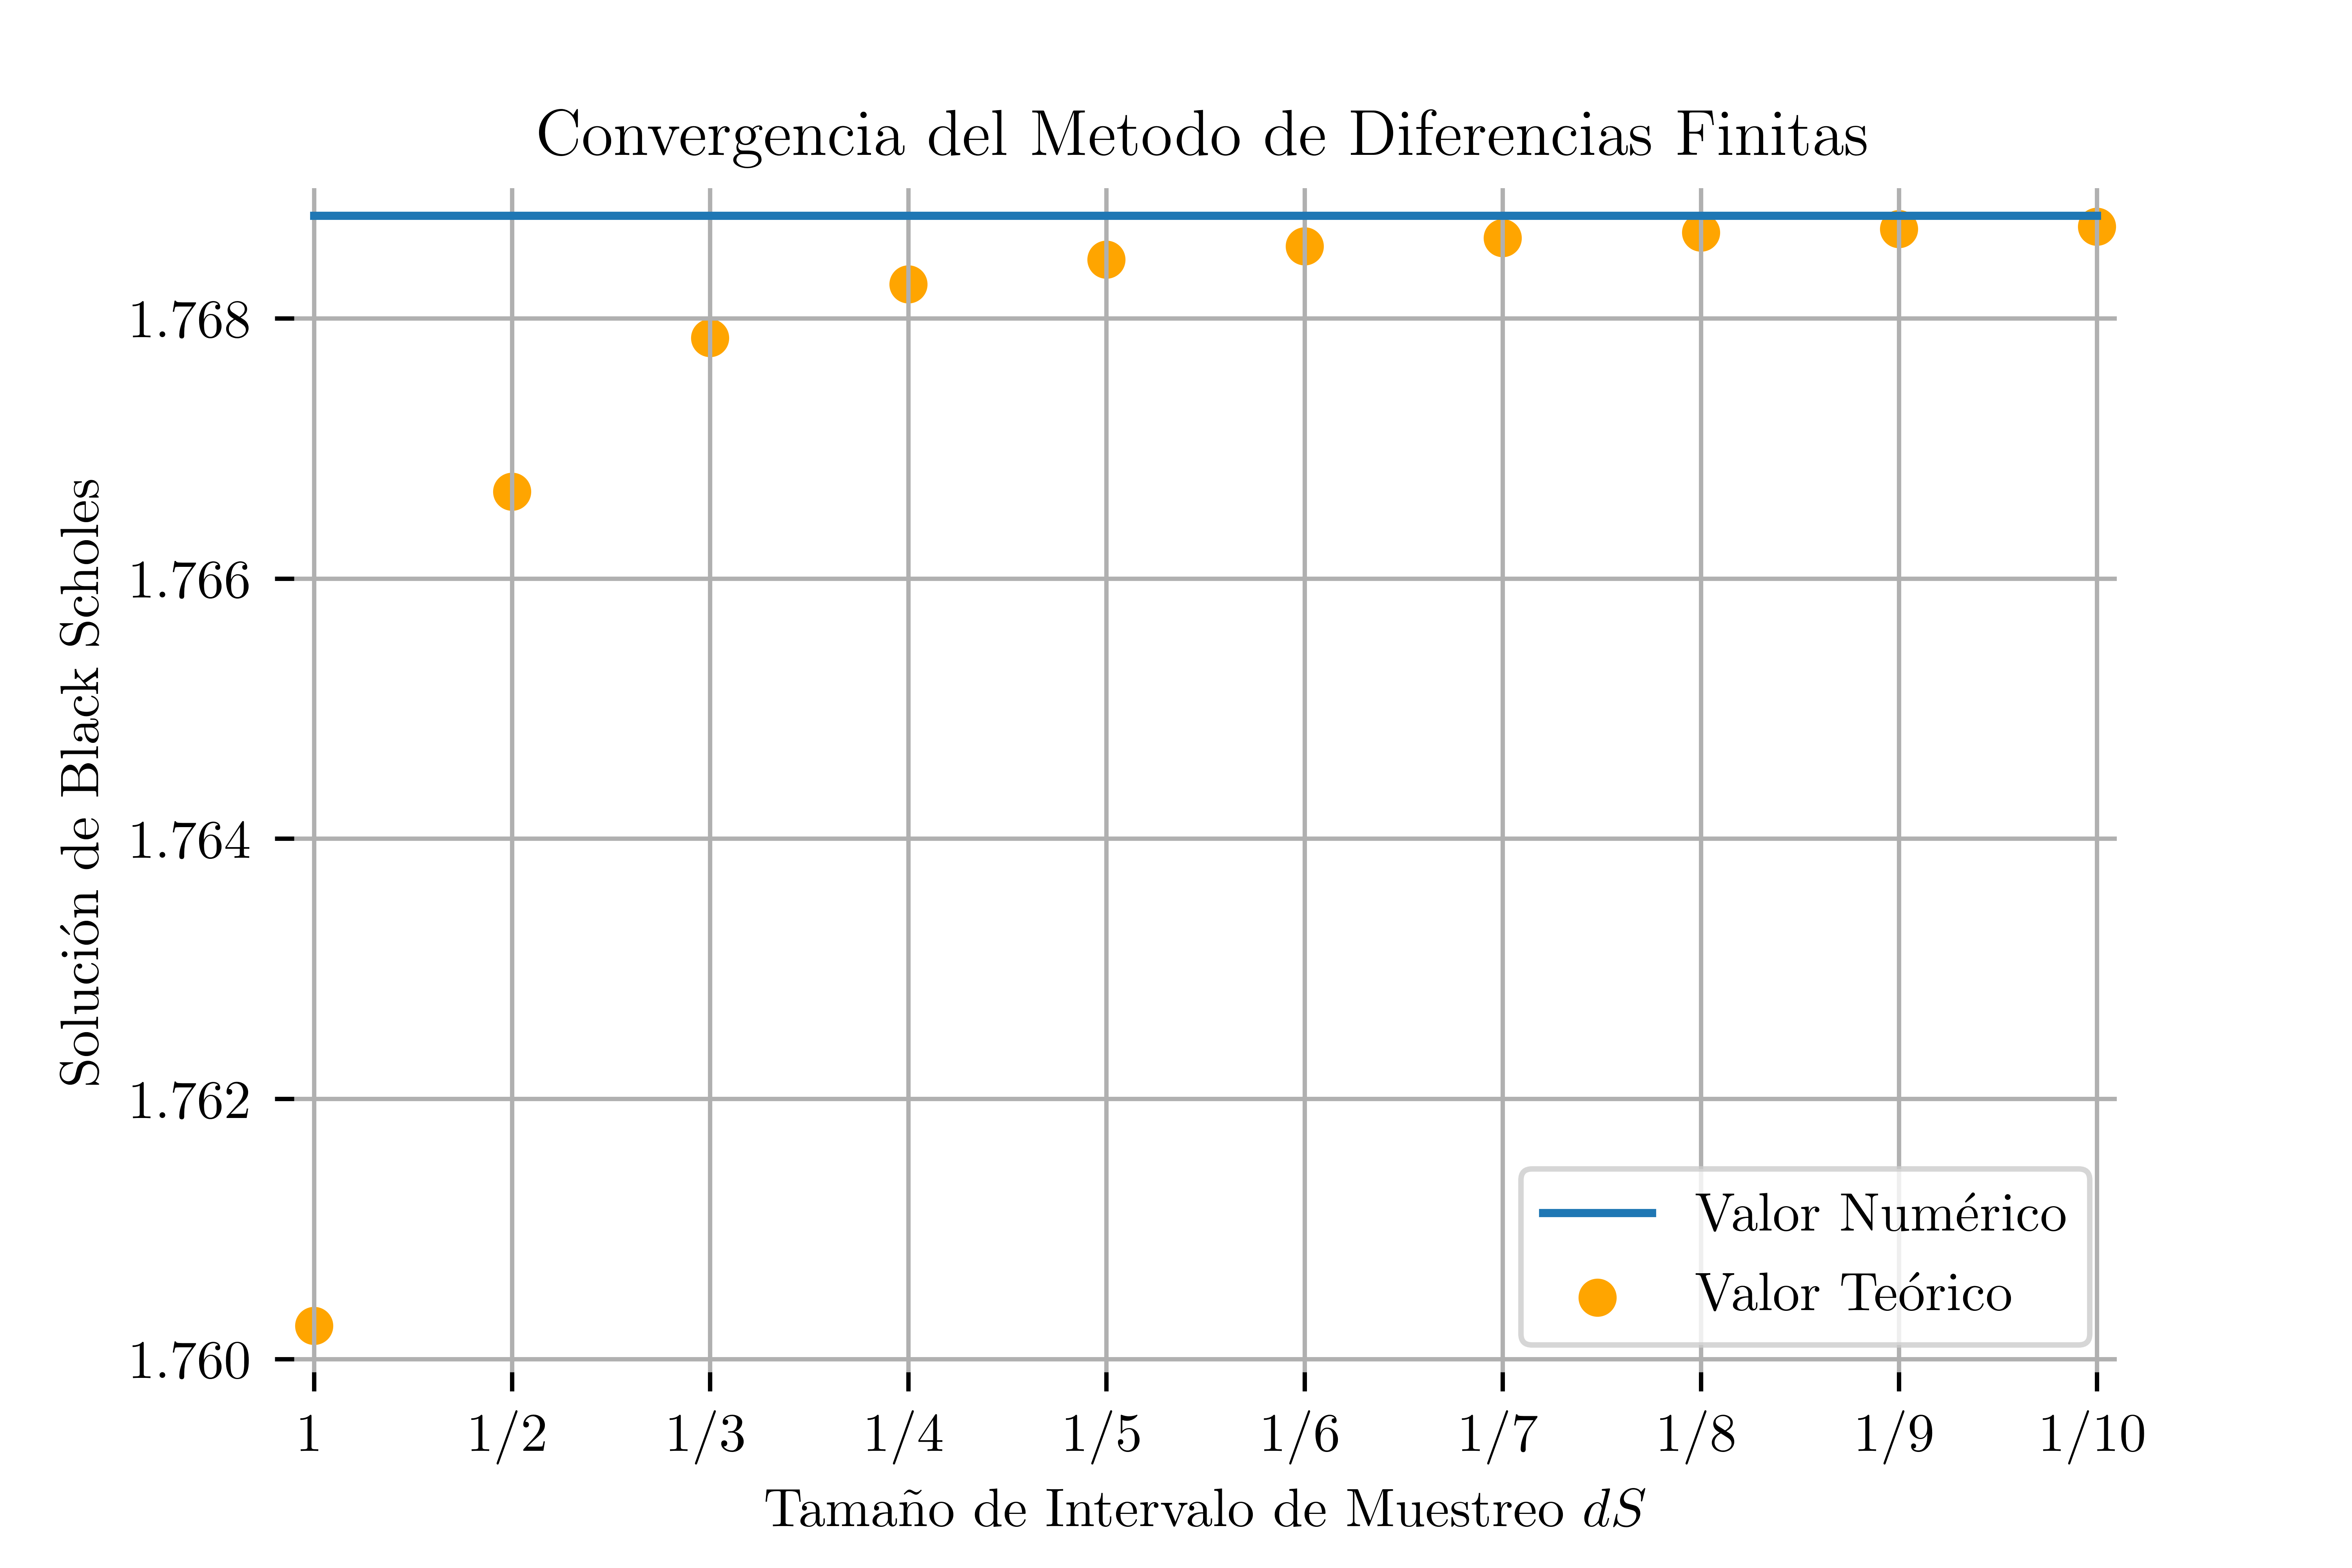 Convergencia del Metodo de Diferencias Finitas
Solución de Black Scholes
1.768
1.766
1.764
1.762
1.760
Valor Numérico
Valor Teórico
1 1/2 1/3 1/4 1/5 1/6 1/7 1/8 1/9 1/10
Tamaño de Intervalo de Muestreo dS